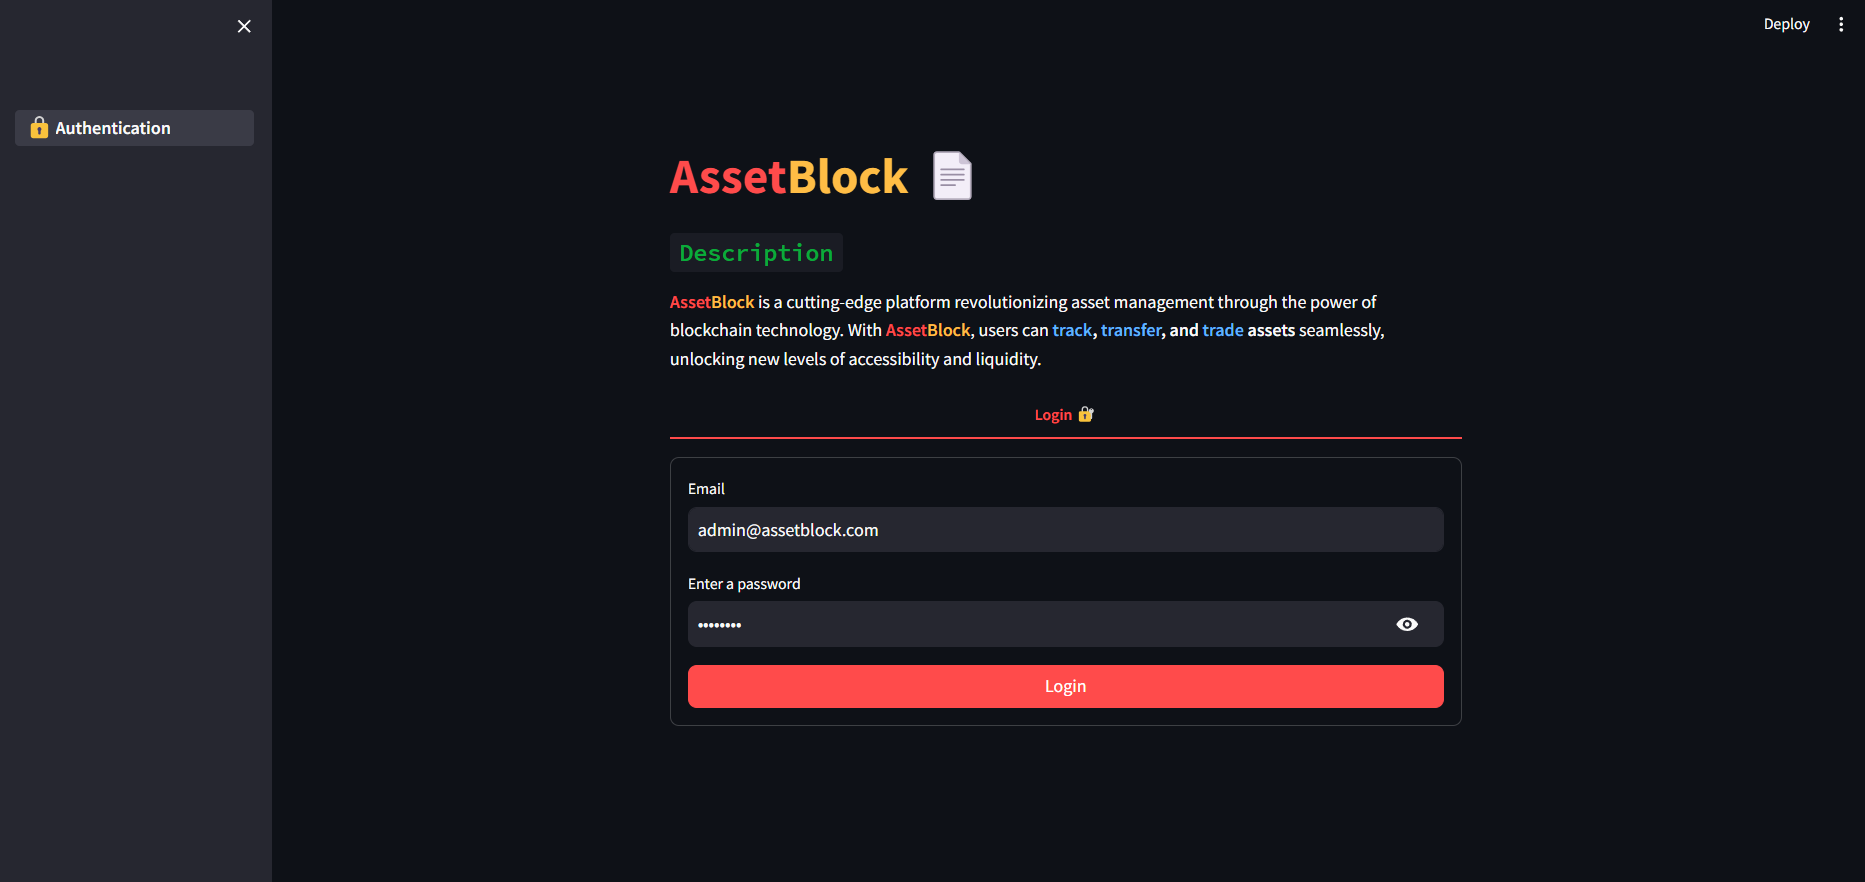 Deploy
Authentication
AssetBlock
Description
AssetBlock is a cutting-edge platform revolutionizing asset management through the power of
blockchain technology. With AssetBlock, users can track, transfer, and trade assets seamlessly,
unlocking new levels of accessibility and liquidity.
Login
Email
admin@assetblock.com
Enter a password
••••••••
Login